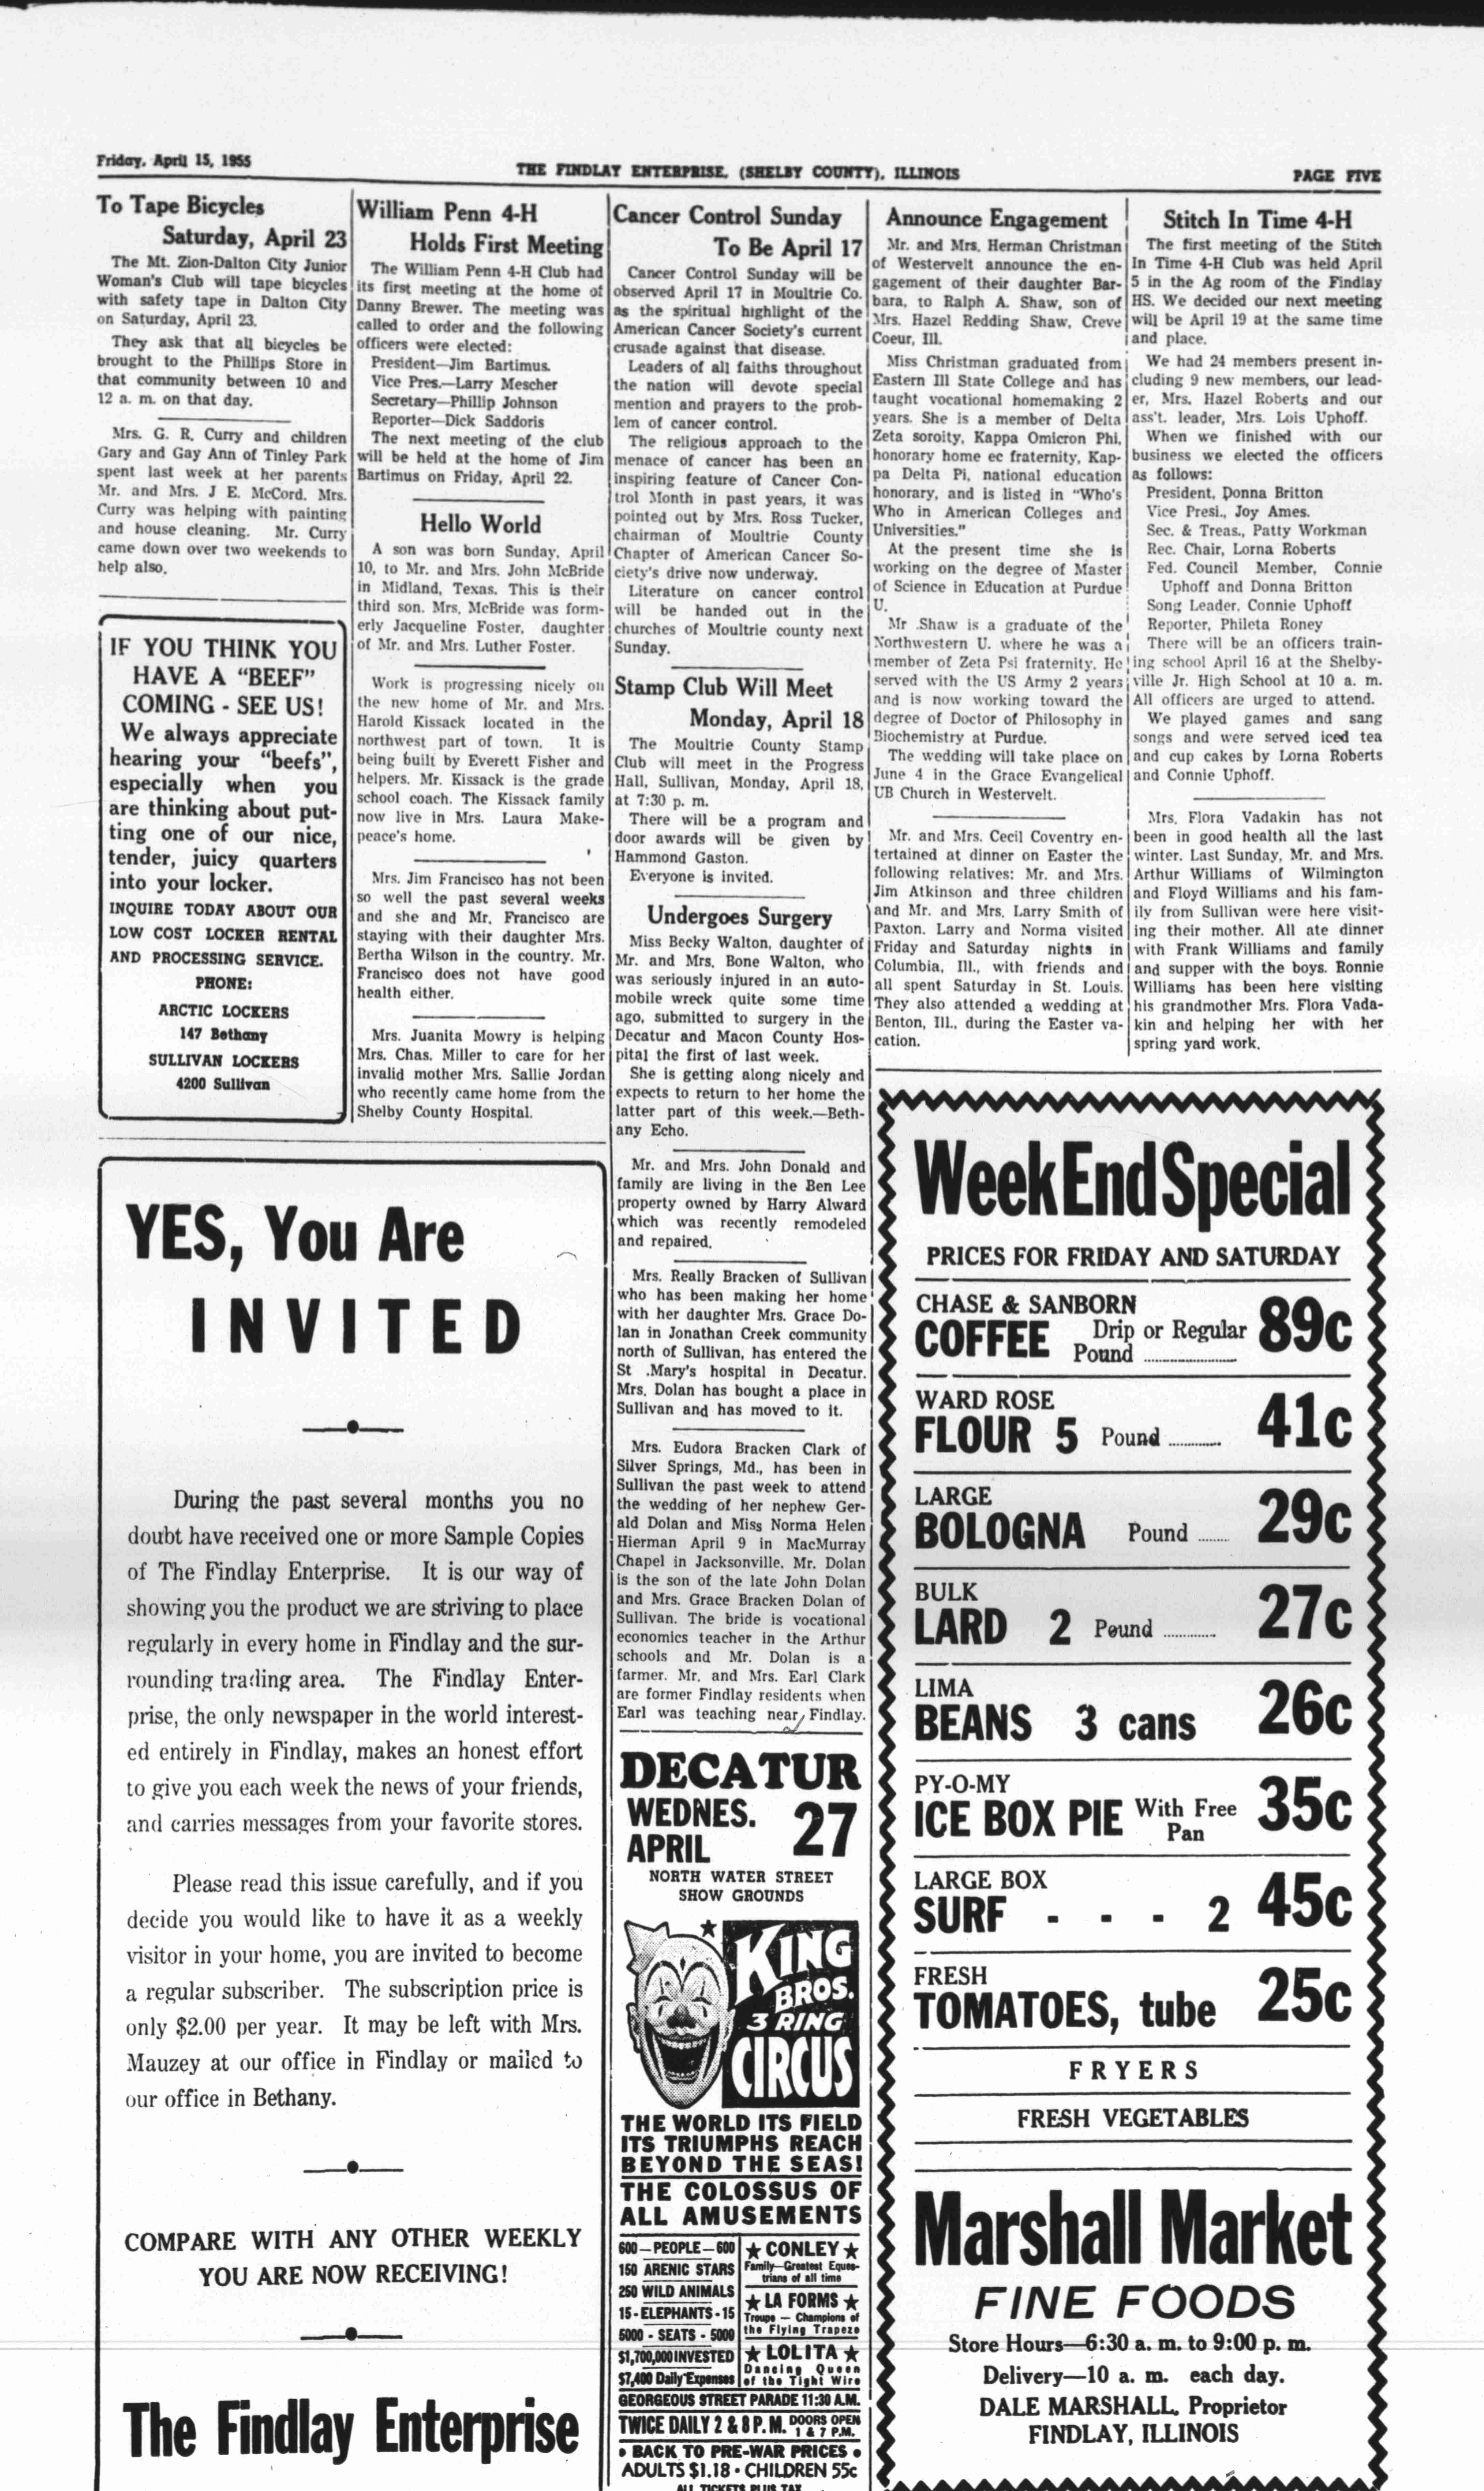 Friday, April 15, 1955
THE FINDLAY ENTERPRISE, (SHELBY COUNTY), ILLINOIS
PAGE FIVE
To Tape Bicycles
Saturday, April 23
The Mt. Zion-Dalton City Junior
Woman's Club will tape bicycles
with safety tape in Dalton City
on Saturday, April 23.
They ask that all bicycles be
brought to the Phillips Store in
that community between 10 and
12 a. m. on that day.
Mrs. G. R. Curry and children
Gary and Gay Ann of Tinley Park
spent last week at her parents
Mr. and Mrs. J E. McCord. Mrs.
Curry was helping with painting
and house cleaning. Mr. Curry
came down over two weekends to
help also.
IF YOU THINK YOU
HAVE A "BEEF"
COMING - SEE US!
We always appreciate
hearing your "beefs",
especially when you
are thinking about put-
ting one of our nice,
tender, juicy quarters
into your locker.
INQUIRE TODAY ABOUT OUR
LOW COST LOCKER RENTAL
AND PROCESSING SERVICE.
PHONE:
ARCTIC LOCKERS
147 Bethany
SULLIVAN LOCKERS
4200 Sullivan
William Penn 4-H
Holds First Meeting
The William Penn 4-H Club had
its first meeting at the home of
Danny Brewer. The meeting was
called to order and the following
officers were elected:
President—Jim Bartimus.
Vice Pres.—Larry Mescher
Secretary—Phillip Johnson
Reporter—Dick Saddoris
The next meeting of the club
will be held at the home of Jim
Bartimus on Friday, April 22.
Hello World
A son was born Sunday, April
10, to Mr. and Mrs. John McBride
in Midland, Texas. This is their
third son. Mrs. McBride was form-
erly Jacqueline Foster, daughter
of Mr. and Mrs. Luther Foster.
Work is progressing nicely on
the new home of Mr. and Mrs.
Harold Kissack located in the
northwest part of town. It is
being built by Everett Fisher and
helpers. Mr. Kissack is the grade
school coach. The Kissack family
now live in Mrs. Laura Make-
peace's home.
Mrs. Jim Francisco has not been
so well the past several weeks
and she and Mr. Francisco are
staying with their daughter Mrs.
Bertha Wilson in the country. Mr.
Francisco does not have good
health either.
Mrs. Juanita Mowry is helping
Mrs. Chas. Miller to care for her
invalid mother Mrs. Sallie Jordan
who recently came home from the
Shelby County Hospital.
YES, You Are
INVITED
During the past several months you no
doubt have received one or more Sample Copies
of The Findlay Enterprise. It is our way of
showing you the product we are striving to place
regularly in every home in Findlay and the sur-
rounding trading area. The Findlay Enter-
prise, the only newspaper in the world interest-
ed entirely in Findlay, makes an honest effort
to give you each week the news of your friends,
and carries messages from your favorite stores.
Please read this issue carefully, and if you
decide you would like to have it as a weekly
visitor in your home, you are invited to become
a regular subscriber. The subscription price is
only $2.00 per year. It may be left with Mrs.
Mauzey at our office in Findlay or mailed to
our office in Bethany.
COMPARE WITH ANY OTHER WEEKLY
YOU ARE NOW RECEIVING!
The Findlay Enterprise
Cancer Control Sunday
To Be April 17
Cancer Control Sunday will be
observed April 17 in Moultrie Co.
as the spiritual highlight of the
American Cancer Society's current
crusade against that disease.
Leaders of all faiths throughout
the nation will devote special
mention and prayers to the prob-
lem of cancer control.
The religious approach to the
menace of cancer has been an
inspiring feature of Cancer Con-
trol Month in past years, it was
pointed out by Mrs. Ross Tucker,
chairman of Moultrie County
Chapter of American Cancer So-
ciety's drive now underway.
Literature on cancer control
will be handed out in the
churches of Moultrie county next
Sunday.
Stamp Club Will Meet
Monday, April 18
The Moultrie County Stamp
Club will meet in the Progress
Hall, Sullivan, Monday, April 18,
at 7:30 p. m.
There will be a program and
door awards will be given by
Hammond Gaston.
Everyone is invited.
Undergoes Surgery
Miss Becky Walton, daughter of
Mr. and Mrs. Bone Walton, who
was seriously injured in an auto-
mobile wreck quite some time
ago, submitted to surgery in the
Decatur and Macon County Hos-
pital the first of last week.
She is getting along nicely and
expects to return to her home the
latter part of this week.—Beth-
any Echo.
Mr. and Mrs. John Donald and
family are living in the Ben Lee
property owned by Harry Alward
which was recently remodeled
and repaired.
Mrs. Really Bracken of Sullivan
who has been making her home
with her daughter Mrs. Grace Do-
lan in Jonathan Creek community
north of Sullivan, has entered the
St .Mary's hospital in Decatur.
Mrs. Dolan has bought a place in
Sullivan and has moved to it.
Mrs. Eudora Bracken Clark of
Silver Springs, Md., has been in
Sullivan the past week to attend
the wedding of her nephew Ger-
ald Dolan and Miss Norma Helen
Hierman April 9 in MacMurray
Chapel in Jacksonville. Mr. Dolan
is the son of the late John Dolan
and Mrs. Grace Bracken Dolan of
Sullivan. The bride is vocational
economics teacher in the Arthur
schools and Mr. Dolan is a
farmer. Mr. and Mrs. Earl Clark
are former Findlay residents when
Earl was teaching near Findlay.
DECATUR
WEDNES. 27
APRIL
NORTH WATER STREET
SHOW GROUNDS
KING
BROS.
3 RING
CIRCUS
THE WORLD ITS FIELD
ITS TRIUMPHS REACH
BEYOND THE SEAS!
THE COLOSSUS OF
ALL AMUSEMENTS
600—PEOPLE—600
150 ARENIC STARS
250 WILD ANIMALS
15-ELEPHANTS-15
5000 - SEATS - 5000
$1,700,000 INVESTED
$7,400 Daily Expenses
★ CONLEY ★
Family—Greatest Eques-
trians of all time
★ LA FORMS ★
Troupe — Champions of
the Flying Trapeze
★ LOLITA ★
Dancing Queen
of the Tight Wire
GEORGEOUS STREET PARADE 11:30 A.M.
TWICE DAILY 2 & 8 P.M. DOORS OPEN 1 & 7 P.M.
• BACK TO PRE-WAR PRICES •
ADULTS $1.18 • CHILDREN 55c
ALL TICKETS PLUS TAX
Announce Engagement
Mr. and Mrs. Herman Christman
of Westervelt announce the en-
gagement of their daughter Bar-
bara, to Ralph A. Shaw, son of
Mrs. Hazel Redding Shaw, Creve
Coeur, Ill.
Miss Christman graduated from
Eastern Ill State College and has
taught vocational homemaking 2
years. She is a member of Delta
Zeta soroity, Kappa Omicron Phi,
honorary home ec fraternity, Kap-
pa Delta Pi, national education
honorary, and is listed in "Who's
Who in American Colleges and
Universities."
At the present time she is
working on the degree of Master
of Science in Education at Purdue
U.
Mr .Shaw is a graduate of the
Northwestern U. where he was a
member of Zeta Psi fraternity. He
served with the US Army 2 years
and is now working toward the
degree of Doctor of Philosophy in
Biochemistry at Purdue.
The wedding will take place on
June 4 in the Grace Evangelical
UB Church in Westervelt.
Mr. and Mrs. Cecil Coventry en-
tertained at dinner on Easter the
following relatives: Mr. and Mrs.
Jim Atkinson and three children
and Mr. and Mrs. Larry Smith of
Paxton. Larry and Norma visited
Friday and Saturday nights in
Columbia, Ill., with friends and
all spent Saturday in St. Louis.
They also attended a wedding at
Benton, Ill., during the Easter va-
cation.
Stitch In Time 4-H
The first meeting of the Stitch
In Time 4-H Club was held April
5 in the Ag room of the Findlay
HS. We decided our next meeting
will be April 19 at the same time
and place.
We had 24 members present in-
cluding 9 new members, our lead-
er, Mrs. Hazel Roberts and our
ass't. leader, Mrs. Lois Uphoff.
When we finished with our
business we elected the officers
as follows:
President, Donna Britton
Vice Presi., Joy Ames.
Sec. & Treas., Patty Workman
Rec. Chair, Lorna Roberts
Fed. Council Member, Connie
Uphoff and Donna Britton
Song Leader, Connie Uphoff
Reporter, Phileta Roney
There will be an officers train-
ing school April 16 at the Shelby-
ville Jr. High School at 10 a. m.
All officers are urged to attend.
We played games and sang
songs and were served iced tea
and cup cakes by Lorna Roberts
and Connie Uphoff.
Mrs. Flora Vadakin has not
been in good health all the last
winter. Last Sunday, Mr. and Mrs.
Arthur Williams of Wilmington
and Floyd Williams and his fam-
ily from Sullivan were here visit-
ing their mother. All ate dinner
with Frank Williams and family
and supper with the boys. Ronnie
Williams has been here visiting
his grandmother Mrs. Flora Vada-
kin and helping her with her
spring yard work.
Week End Special
PRICES FOR FRIDAY AND SATURDAY
CHASE & SANBORN
COFFEE Drip or Regular Pound 89c
WARD ROSE
FLOUR 5 Pound 41c
LARGE
BOLOGNA Pound 29c
BULK
LARD 2 Pound 27c
LIMA
BEANS 3 cans 26c
PY-O-MY
ICE BOX PIE With Free Pan 35c
LARGE BOX
SURF - - - 2 45c
FRESH
TOMATOES, tube 25c
FRYERS
FRESH VEGETABLES
Marshall Market
FINE FOODS
Store Hours—6:30 a. m. to 9:00 p. m.
Delivery—10 a. m. each day.
DALE MARSHALL, Proprietor
FINDLAY, ILLINOIS